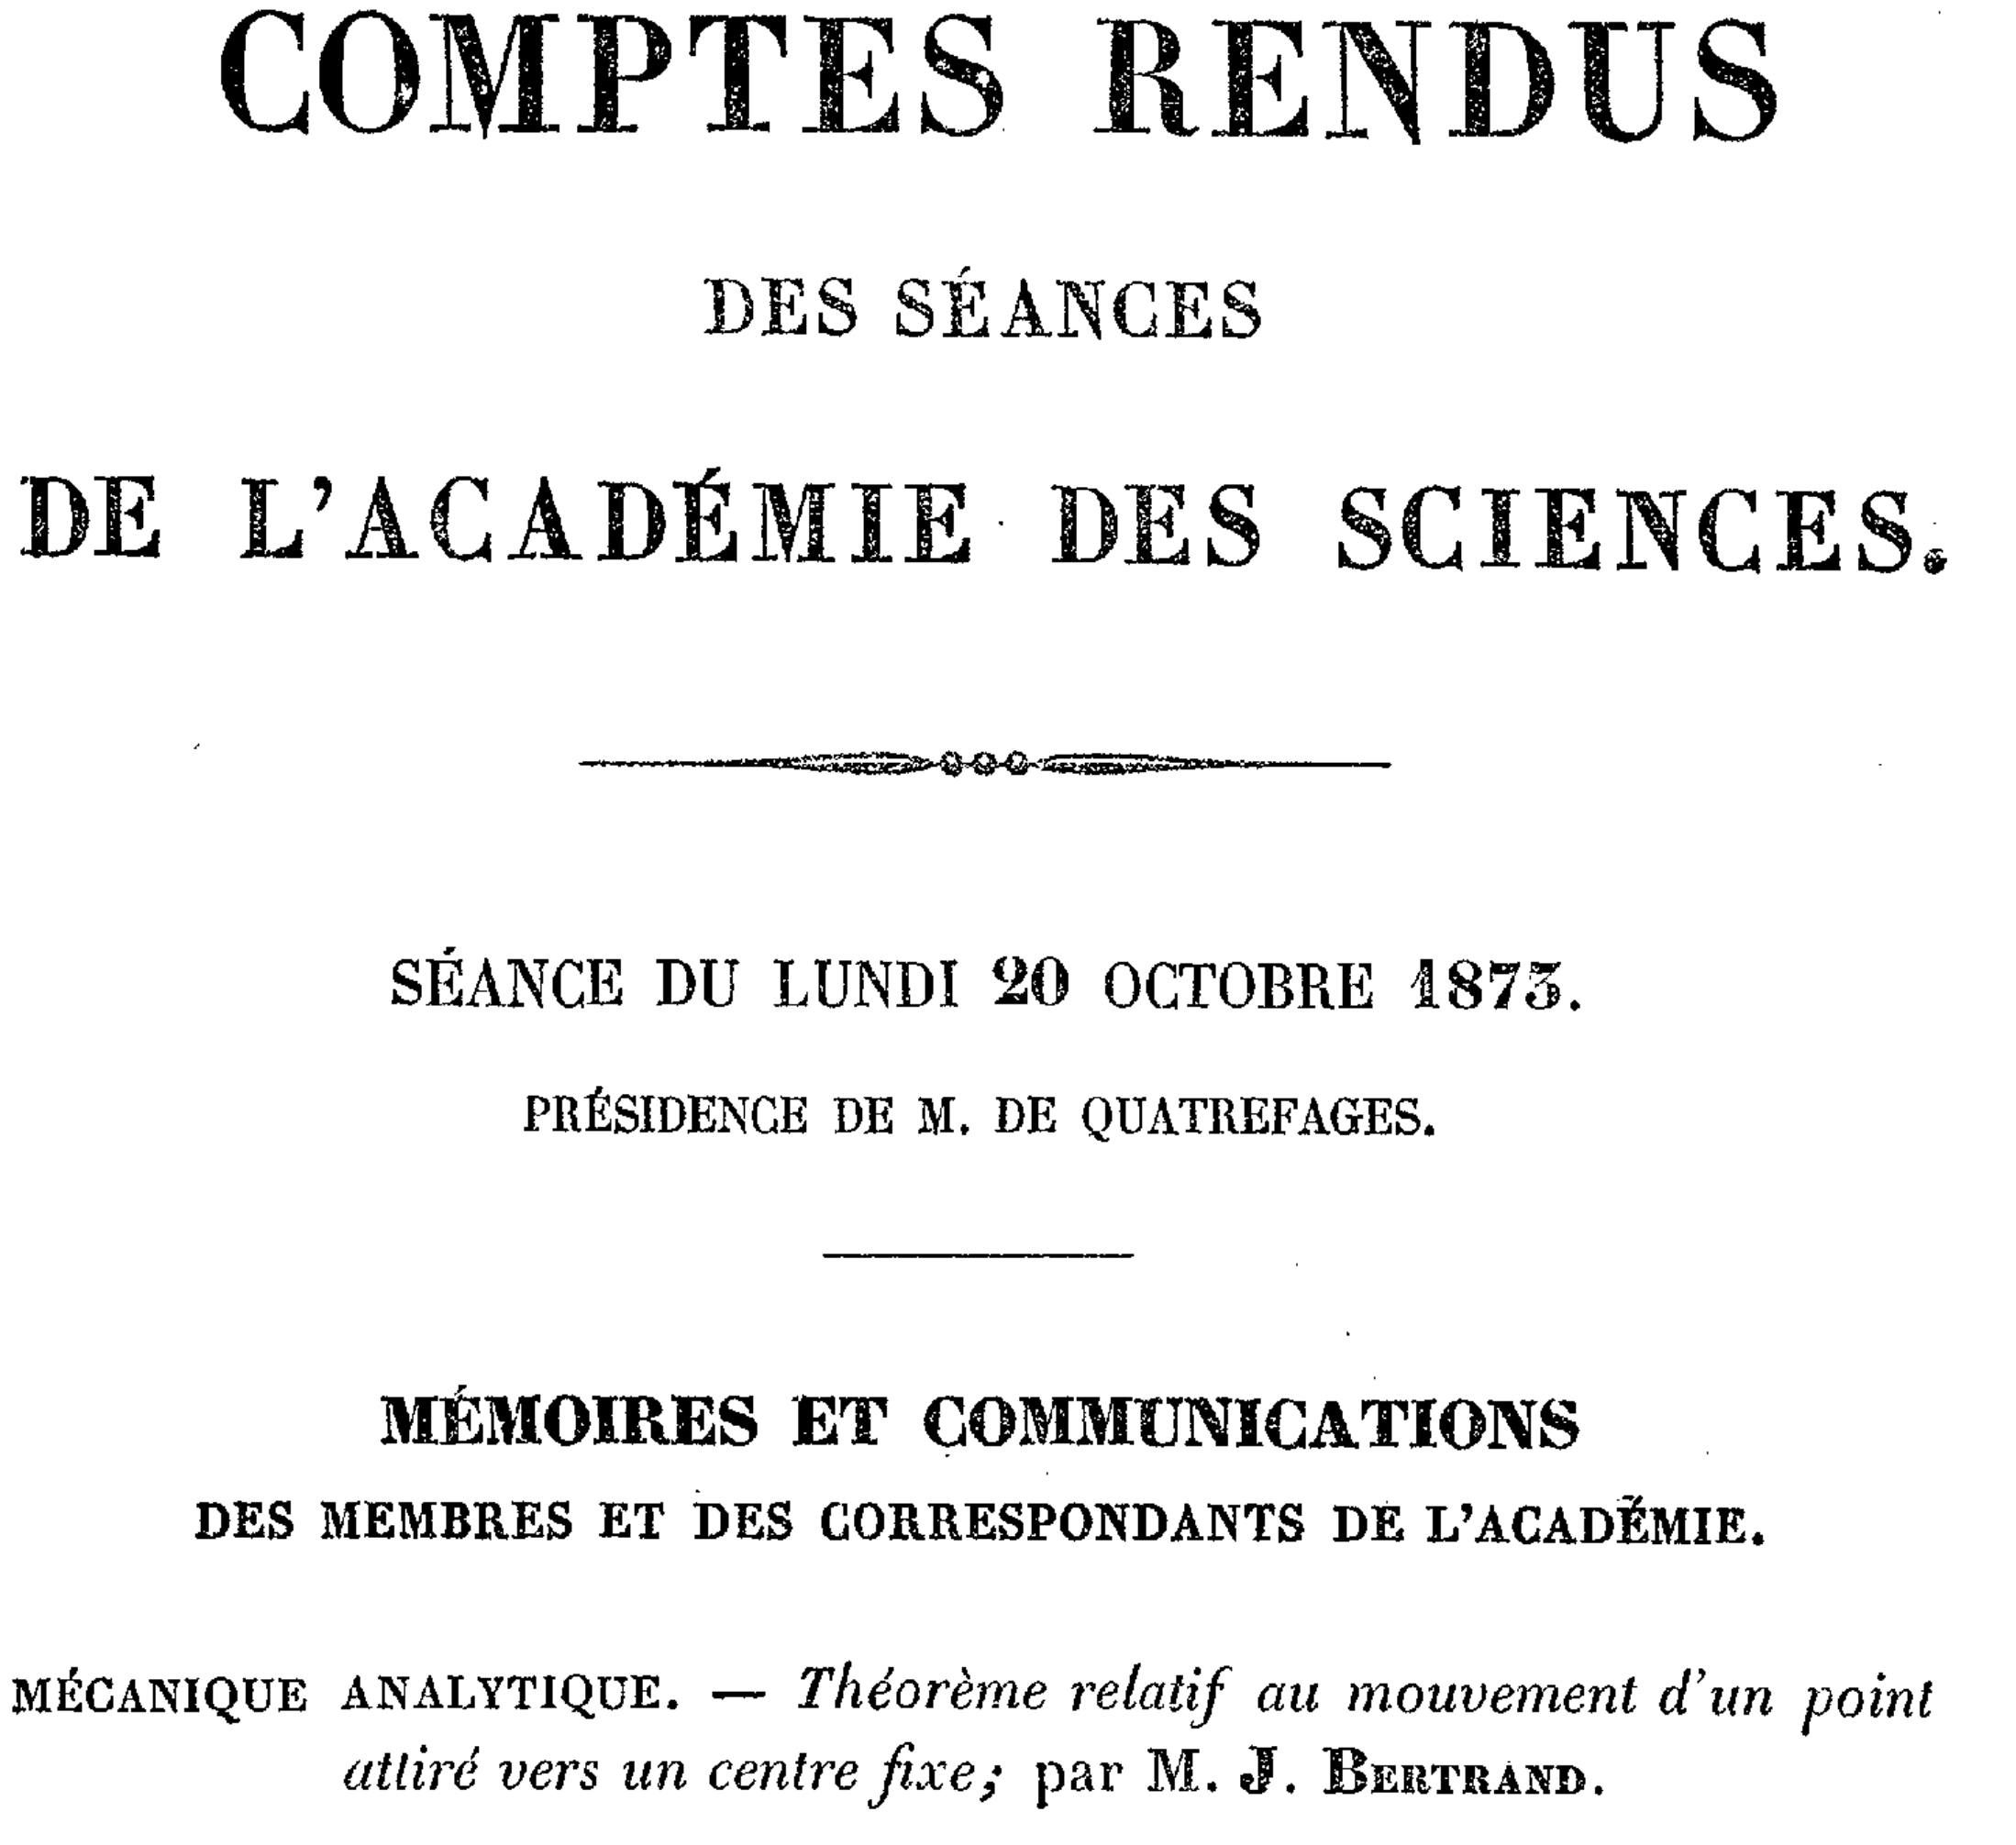 COMPTES RENDUS
DES SÉANCES
DE L'ACADÉMIE DES SCIENCES.
SÉANCE DU LUNDI 20 OCTOBRE 1873.
PRÉSIDENCE DE M. DE QUATREFAGES.
MÉMOIRES ET COMMUNICATIONS
DES MEMBRES ET DES CORRESPONDANTS DE L'ACADÉMIE.
MÉCANIQUE ANALYTIQUE. — Théorème relatif au mouvement d'un point
attiré vers un centre fixe; par M. J. BERTRAND.